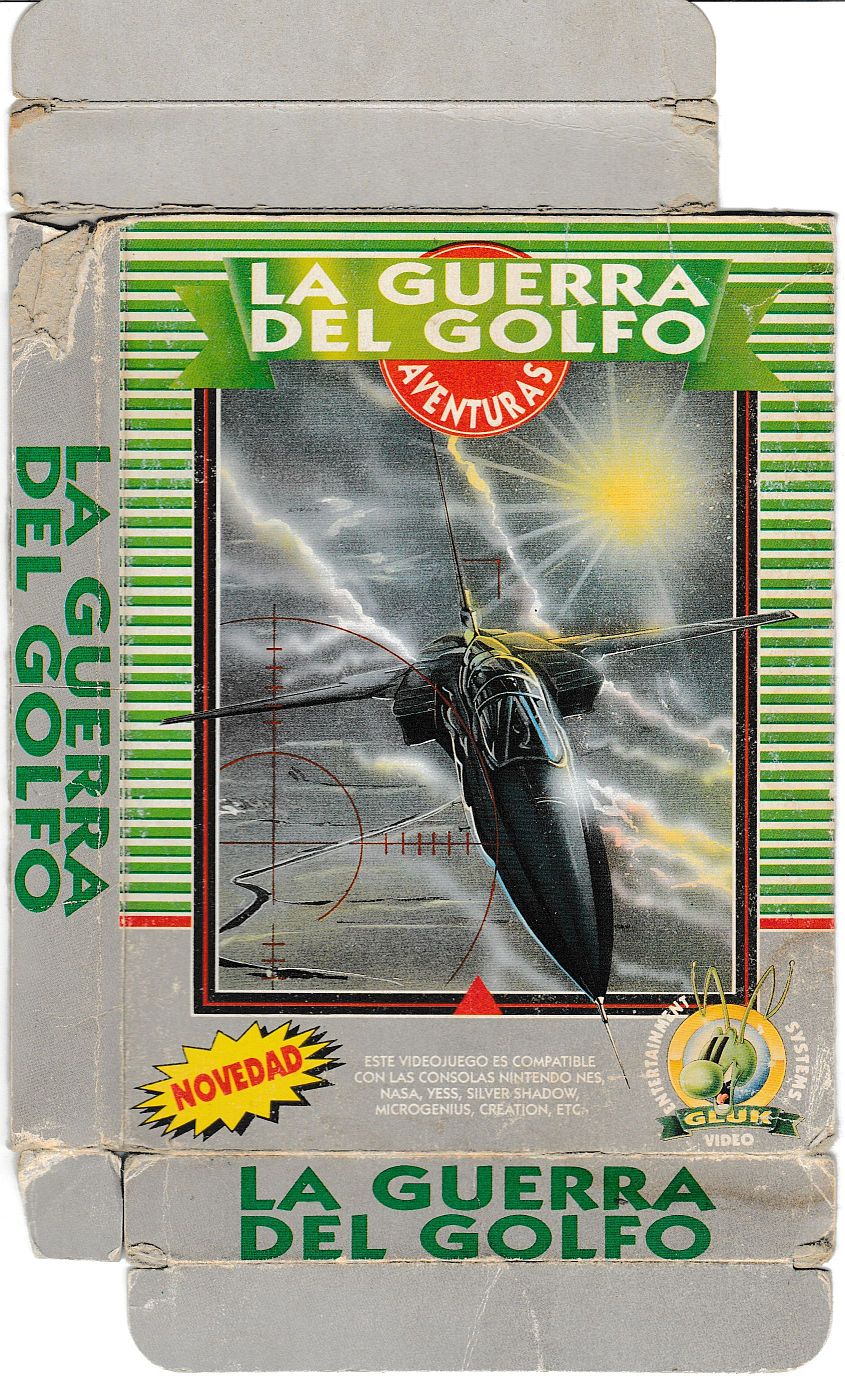 LA GUERRA
DEL GOLFO
AVENTURAS
LA GUERRA
DEL GOLFO
NOVEDAD
ESTE VIDEOJUEGO ES COMPATIBLE
CON LAS CONSOLAS NINTENDO NES,
NASA, YESS, SILVER SHADOW,
MICROGENIUS, CREATION, ETC.
ENTERTAINMENT
SYSTEMS
GLUK
VIDEO
LA GUERRA
DEL GOLFO